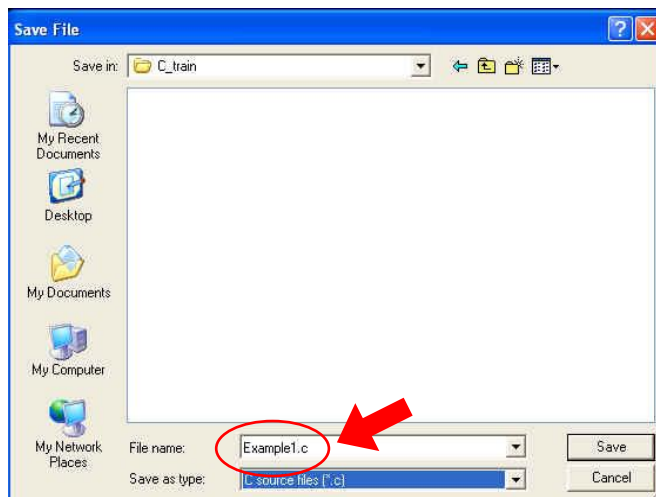 Save File
Save in:
C_train
My Recent
Documents
Desktop
My Documents
My Computer
My Network
Places
File name:
Example1.c
Save
Save as type:
C source files (*.c)
Cancel